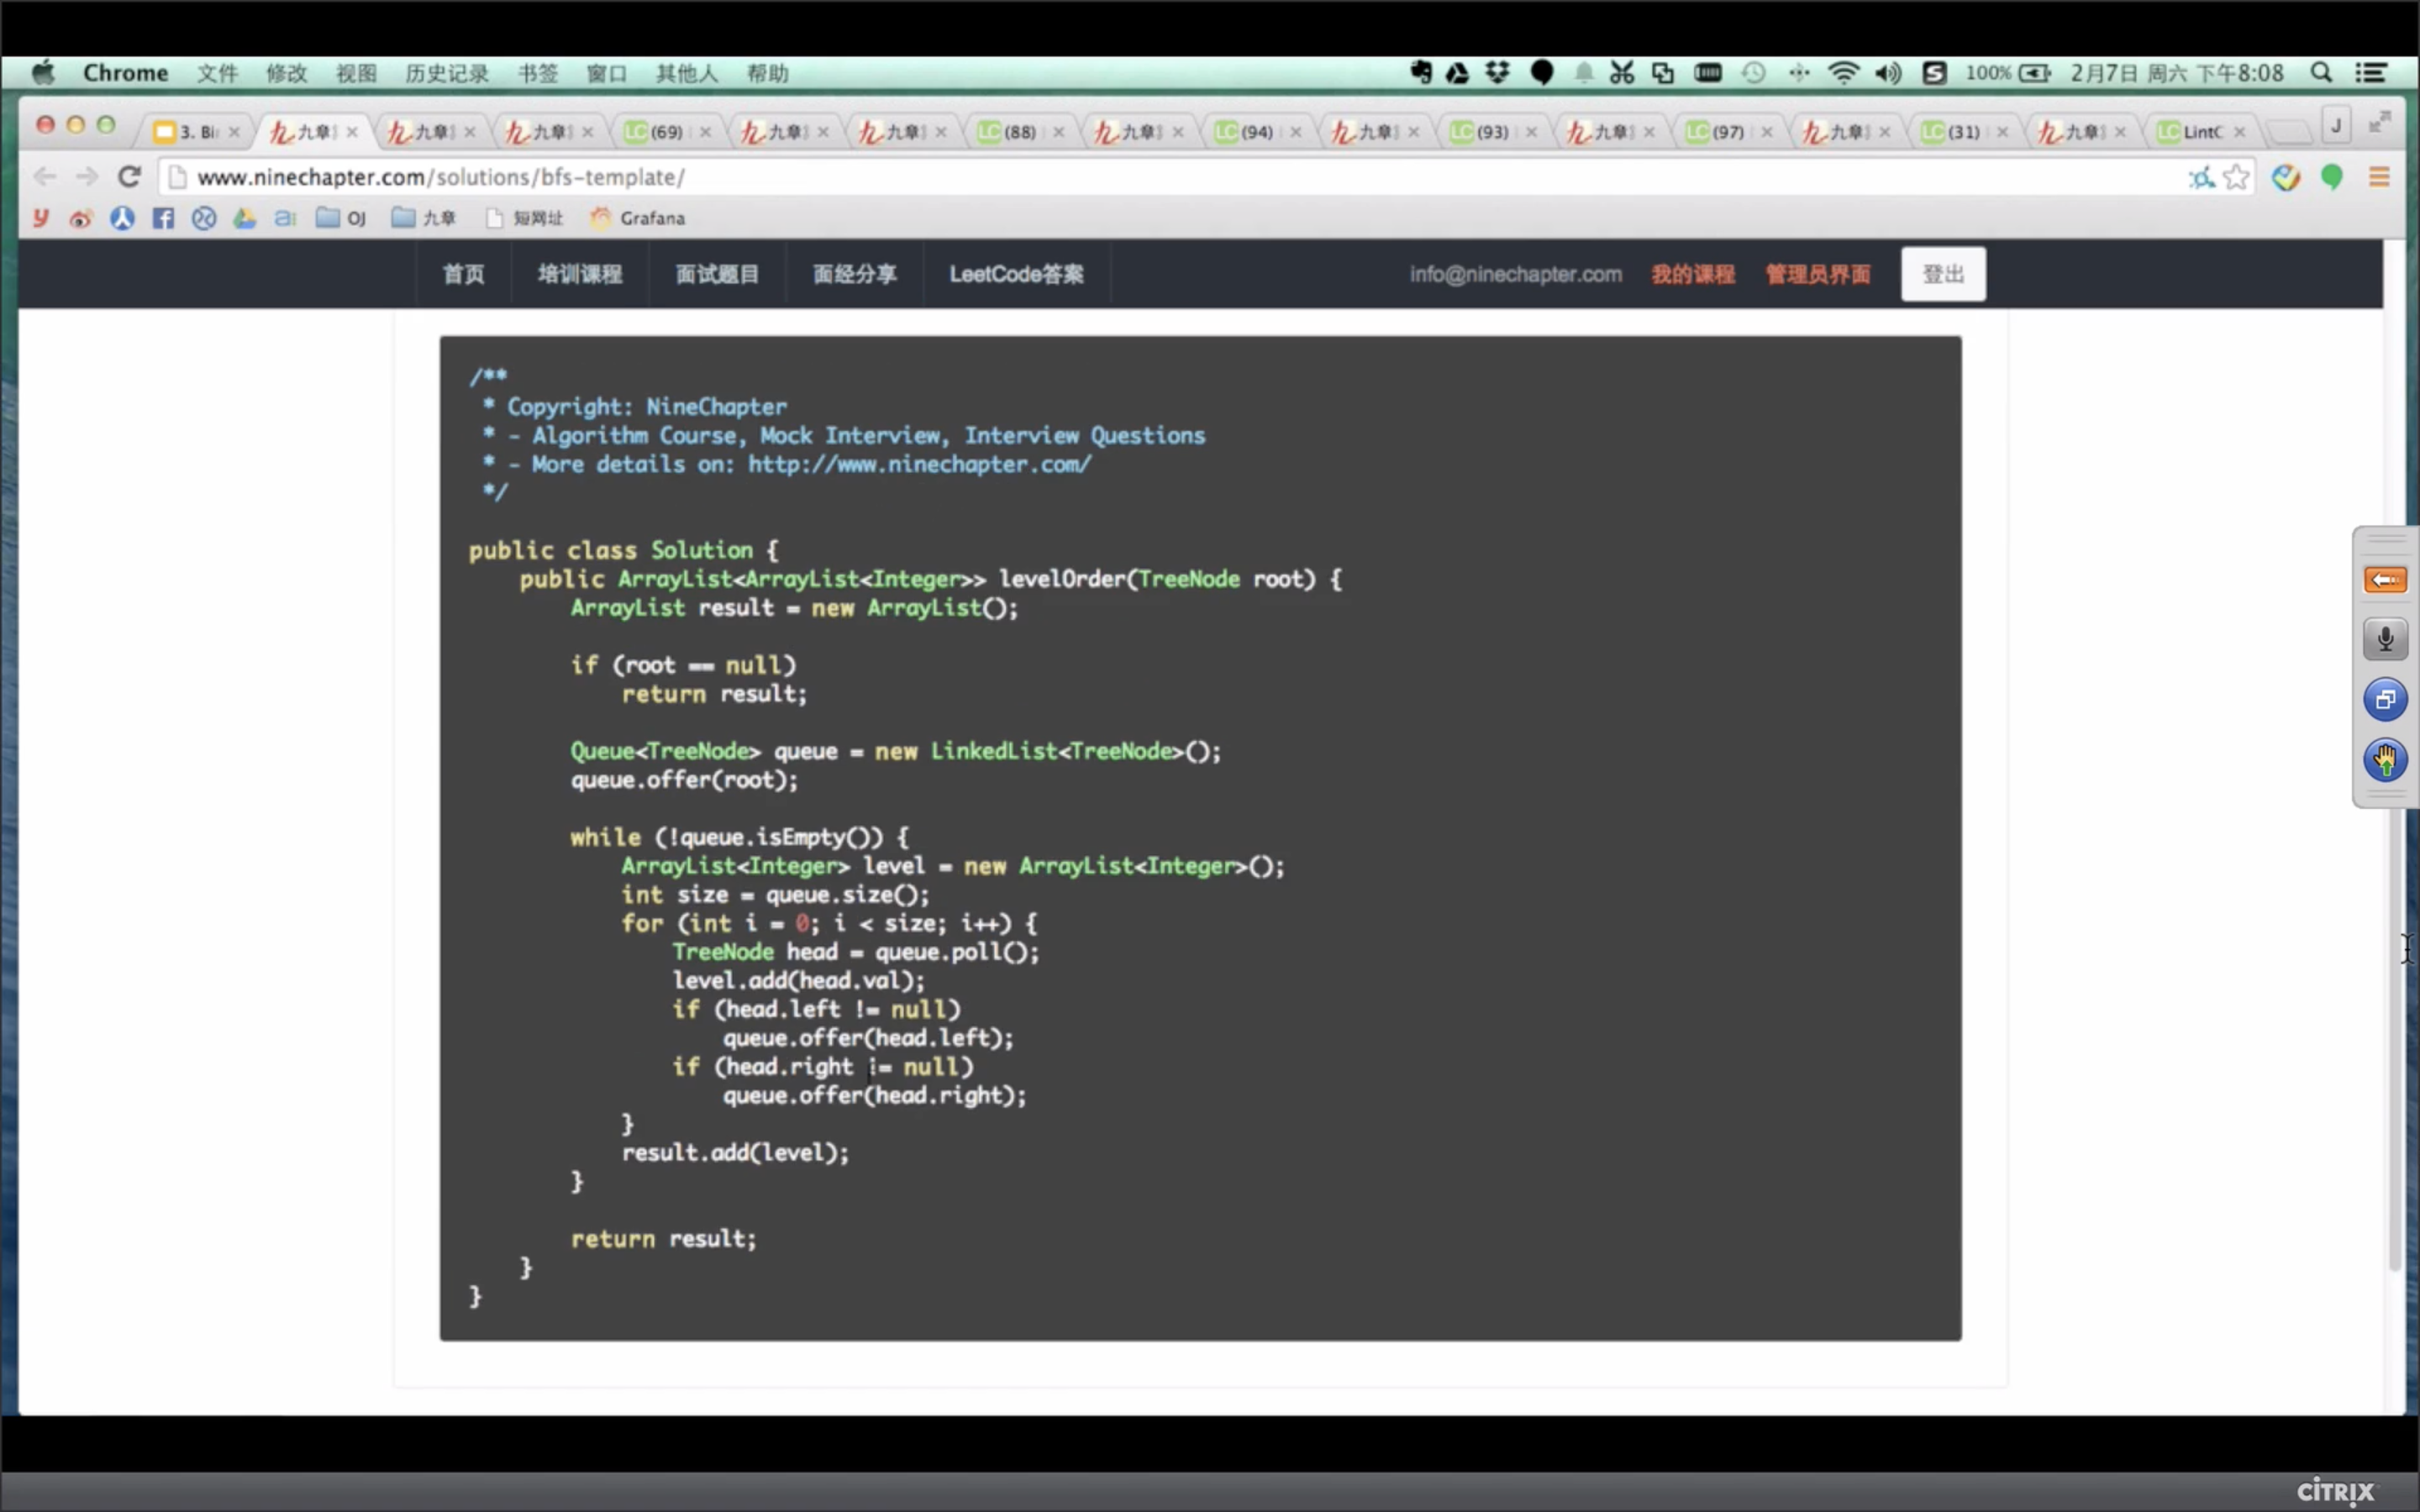 Chrome 文件 修改 视图 历史记录 书签 窗口 其他人 帮助 100% 2月7日 周六 下午8:08
3. Bi 九章 九章 九章 (69) 九章 九章 (88) 九章 (94) 九章 (93) 九章 (97) 九章 (31) 九章 LintC J
www.ninechapter.com/solutions/bfs-template/
OJ 九章 短网址 Grafana
首页 培训课程 面试题目 面经分享 LeetCode答案 info@ninechapter.com 我的课程 管理员界面 登出
/**
 * Copyright: NineChapter
 * - Algorithm Course, Mock Interview, Interview Questions
 * - More details on: http://www.ninechapter.com/
 */
public class Solution {
    public ArrayList<ArrayList<Integer>> levelOrder(TreeNode root) {
        ArrayList result = new ArrayList();
        if (root == null)
            return result;
        Queue<TreeNode> queue = new LinkedList<TreeNode>();
        queue.offer(root);
        while (!queue.isEmpty()) {
            ArrayList<Integer> level = new ArrayList<Integer>();
            int size = queue.size();
            for (int i = 0; i < size; i++) {
                TreeNode head = queue.poll();
                level.add(head.val);
                if (head.left != null)
                    queue.offer(head.left);
                if (head.right != null)
                    queue.offer(head.right);
            }
            result.add(level);
        }
        return result;
    }
}
CİTRIX